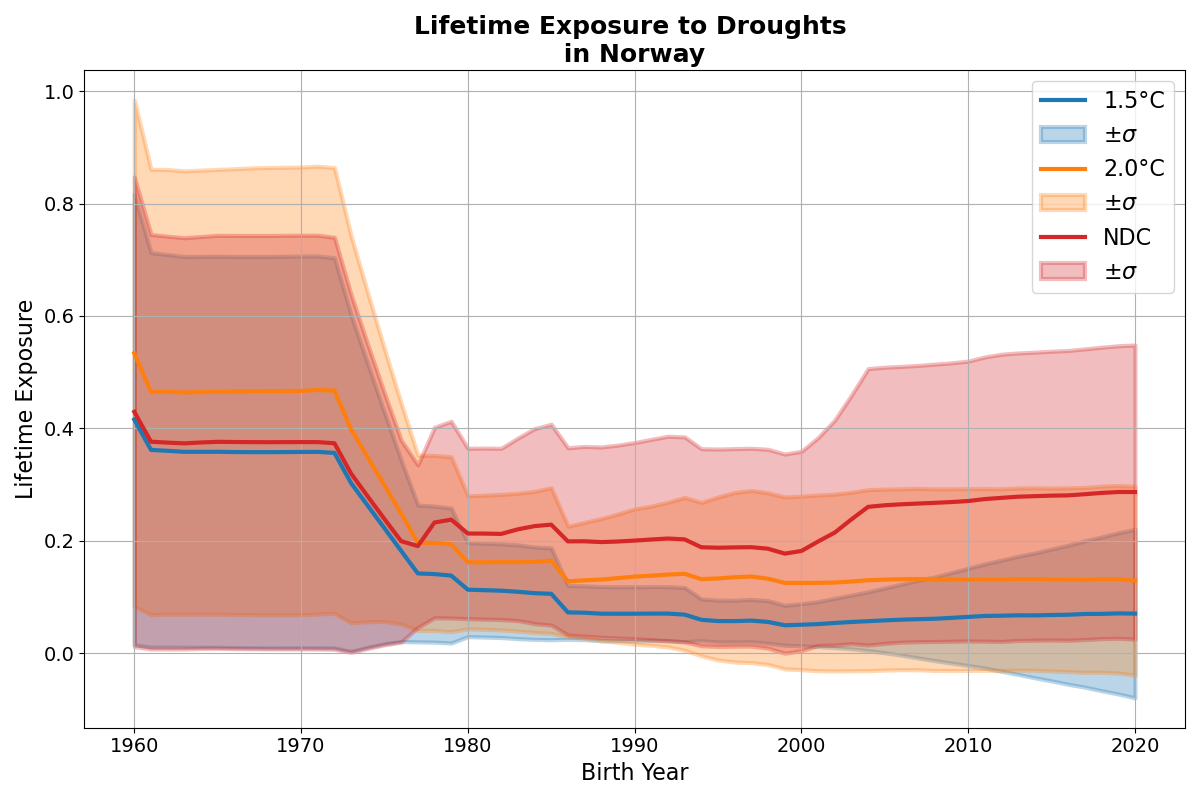 Lifetime Exposure to Droughts
in Norway
1.5°C
±σ
2.0°C
±σ
NDC
±σ
Lifetime Exposure
1.0
0.8
0.6
0.4
0.2
0.0
1960 1970 1980 1990 2000 2010 2020
Birth Year